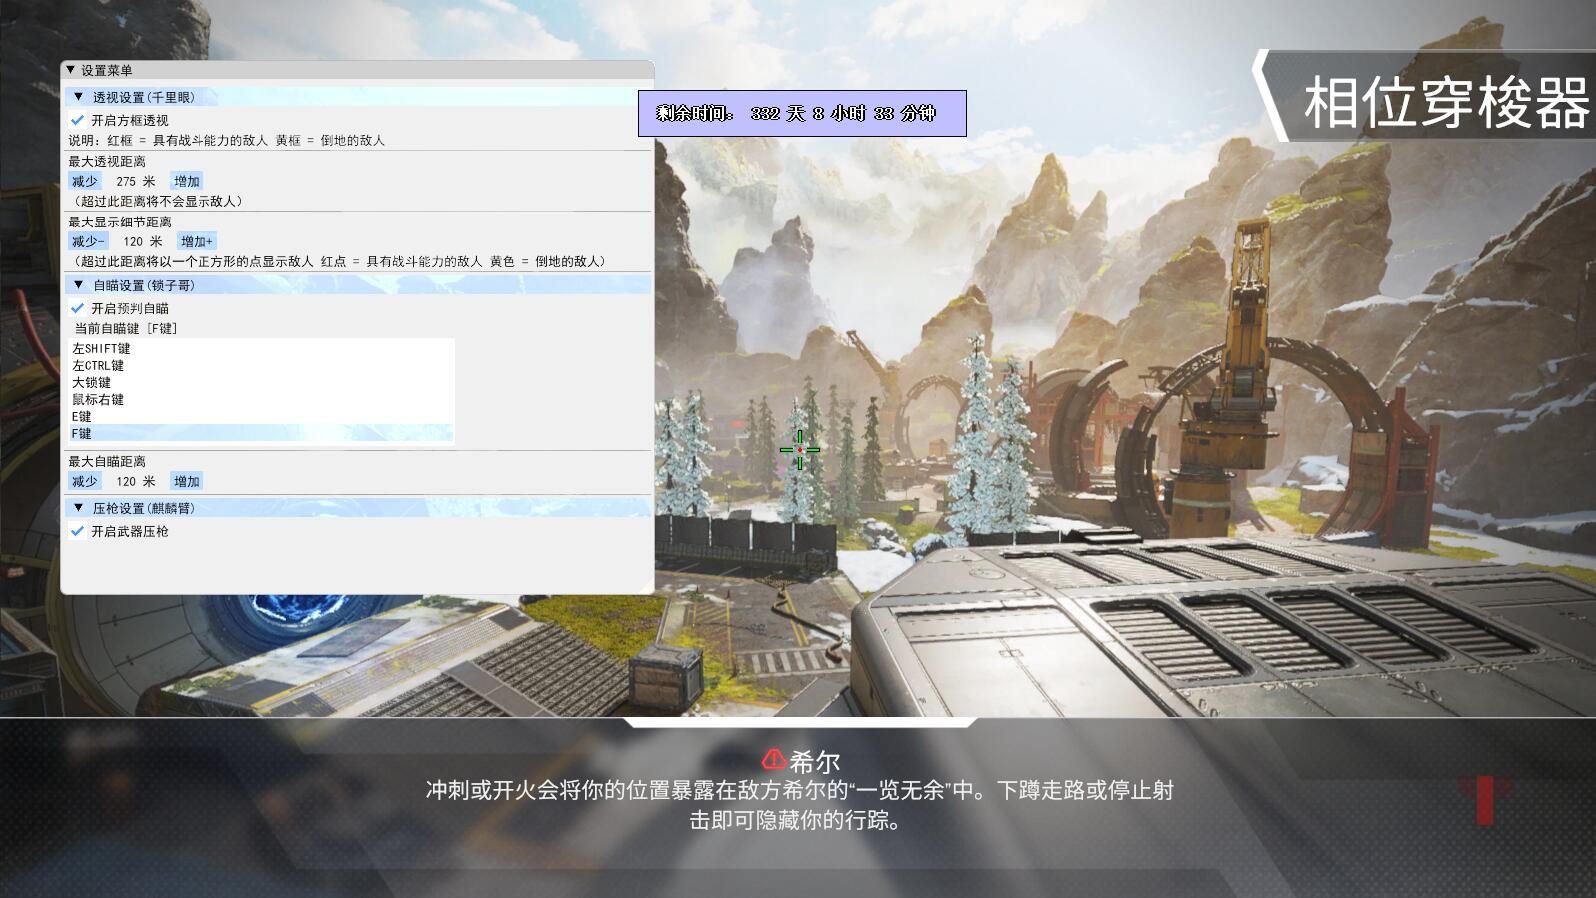 设置菜单
透视设置(千里眼)
开启方框透视
说明: 红框 = 具有战斗能力的敌人 黄框 = 倒地的敌人
最大透视距离
减少 275 米 增加
(超过此距离将不会显示敌人)
最大显示细节距离
减少- 120 米 增加+
(超过此距离将以一个正方形的点显示敌人 红点 = 具有战斗能力的敌人 黄色 = 倒地的敌人)
自瞄设置(锁子哥)
开启预判自瞄
当前自瞄键 [F键]
左SHIFT键
左CTRL键
大锁键
鼠标右键
E键
F键
最大自瞄距离
减少 120 米 增加
压枪设置(麒麟臂)
开启武器压枪
剩余时间: 332 天 8 小时 33 分钟
相位穿梭器
希尔
冲刺或开火会将你的位置暴露在敌方希尔的“一览无余”中。下蹲走路或停止射
击即可隐藏你的行踪。